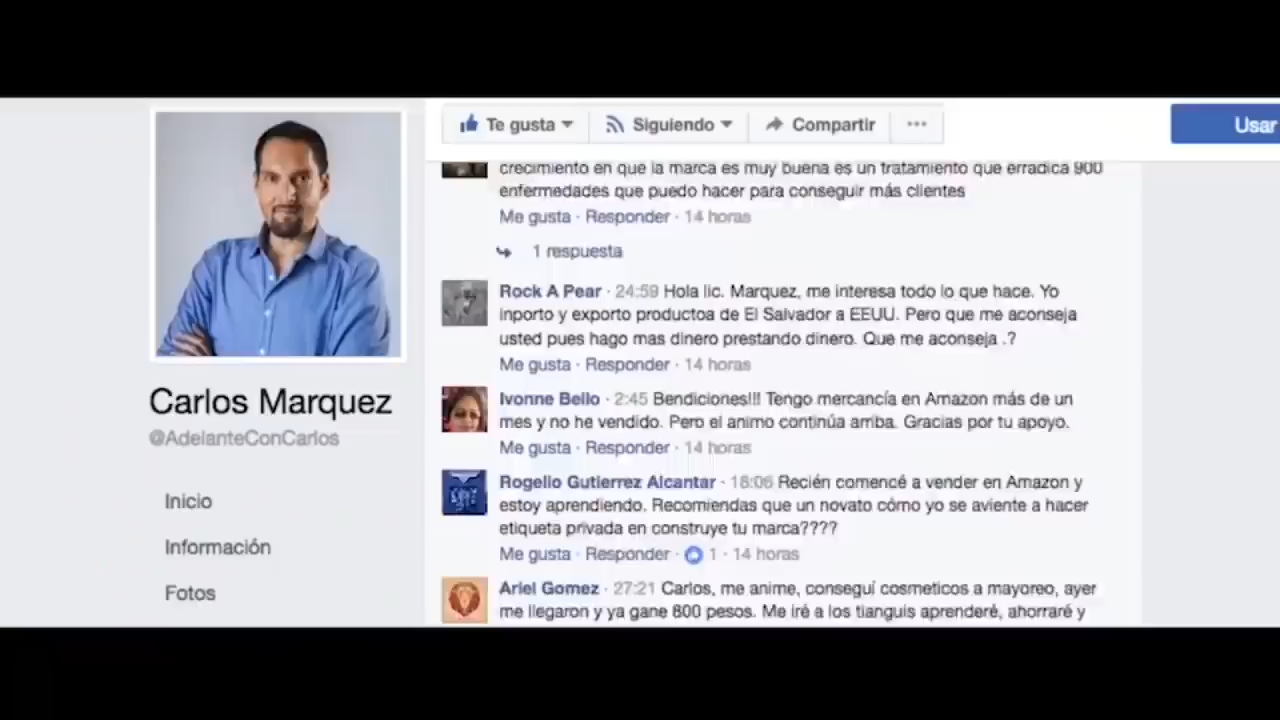 Te gusta
Siguiendo
Compartir
Usar
crecimiento en que la marca es muy buena es un tratamiento que erradica 900
enfermedades que puedo hacer para conseguir más clientes
Me gusta · Responder · 14 horas
1 respuesta
Rock A Pear · 24:59 Hola lic. Marquez, me interesa todo lo que hace. Yo
inporto y exporto productoa de El Salvador a EEUU. Pero que me aconseja
usted pues hago mas dinero prestando dinero. Que me aconseja .?
Me gusta · Responder · 14 horas
Ivonne Bello · 2:45 Bendiciones!!! Tengo mercancía en Amazon más de un
mes y no he vendido. Pero el animo continúa arriba. Gracias por tu apoyo.
Me gusta · Responder · 14 horas
Rogelio Gutierrez Alcantar · 18:06 Recién comencé a vender en Amazon y
estoy aprendiendo. Recomiendas que un novato cómo yo se aviente a hacer
etiqueta privada en construye tu marca????
Me gusta · Responder · 1 · 14 horas
Ariel Gomez · 27:21 Carlos, me anime, conseguí cosmeticos a mayoreo, ayer
me llegaron y ya gane 800 pesos. Me iré a los tianguis aprenderé, ahorraré y
Carlos Marquez
@AdelanteConCarlos
Inicio
Información
Fotos